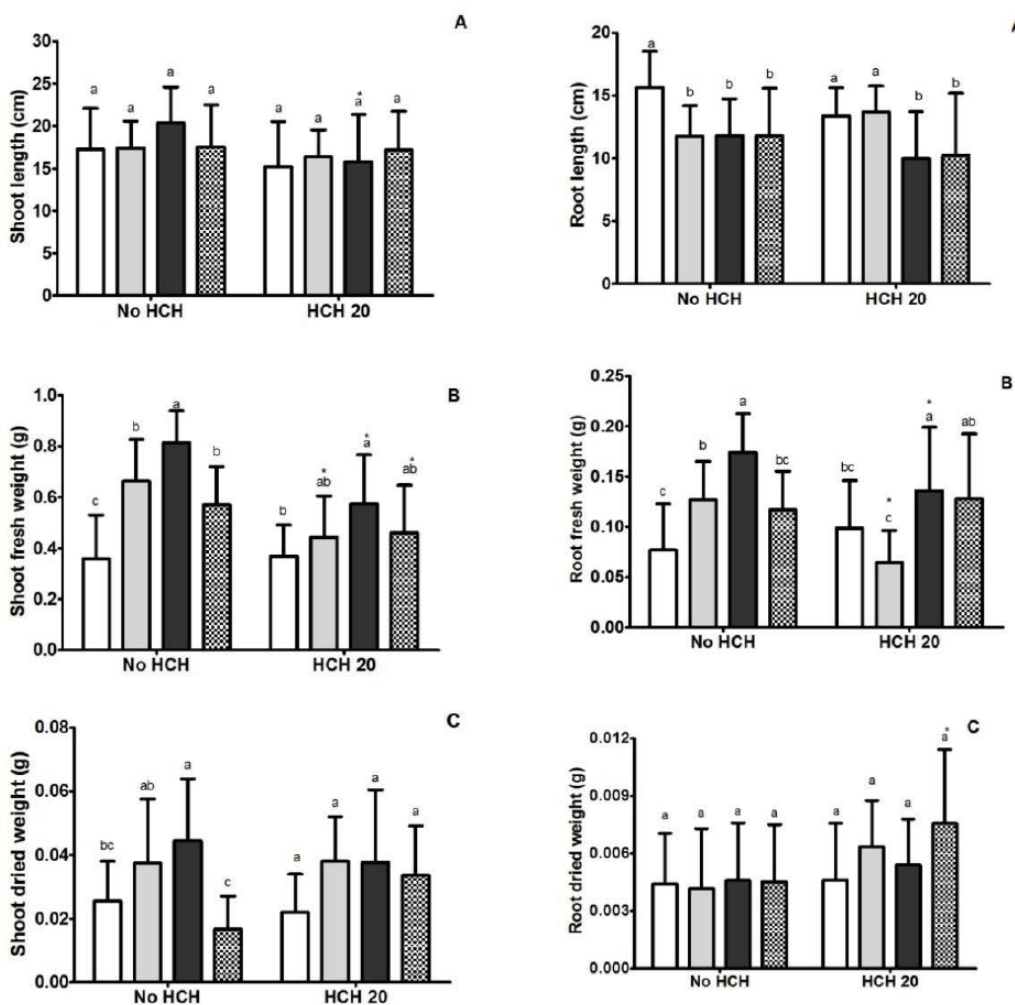 A
Shoot length (cm)
30
25
20
15
10
5
0
a a a a a * a a a
No HCH HCH 20
Root length (cm)
20
15
10
5
0
a b b b a a b b
No HCH HCH 20
B
Shoot fresh weight (g)
1.0
0.8
0.6
0.4
0.2
0.0
c b a b b * ab * a * ab
No HCH HCH 20
B
Root fresh weight (g)
0.25
0.20
0.15
0.10
0.05
0.00
c b a bc bc * c * a ab
No HCH HCH 20
C
Shoot dried weight (g)
0.08
0.06
0.04
0.02
0.00
bc ab a c a a a a
No HCH HCH 20
C
Root dried weight (g)
0.012
0.009
0.006
0.003
0.000
a a a a a a a * a
No HCH HCH 20